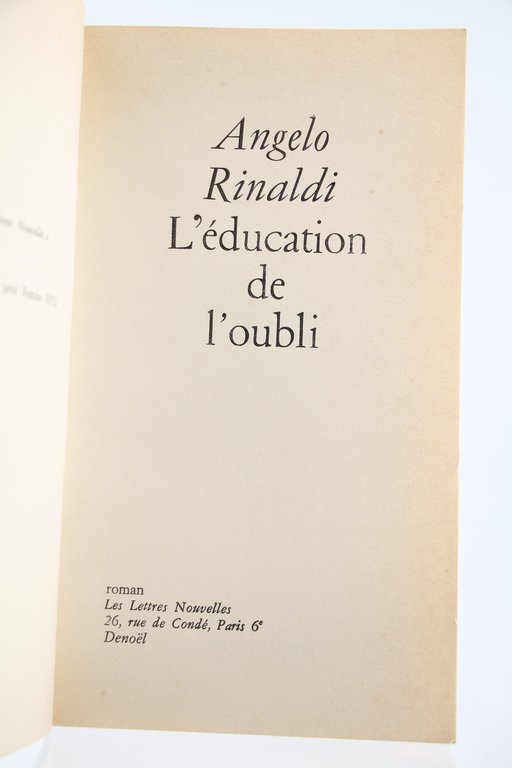 Angelo
Rinaldi
L'éducation
de
l'oubli
roman
Les Lettres Nouvelles
26, rue de Condé, Paris 6e
Denoël